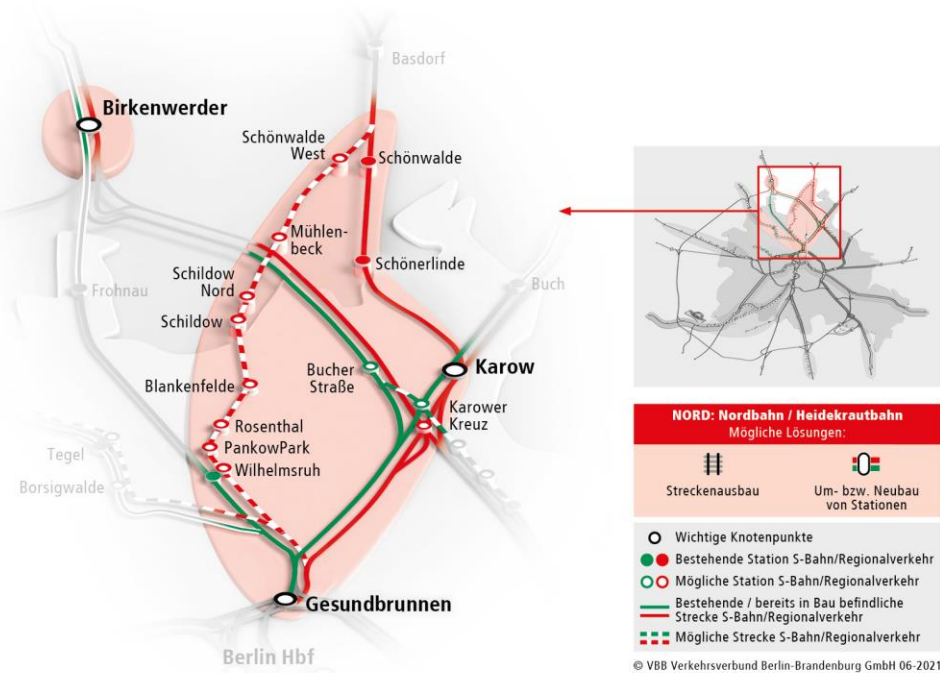 Basdorf
Birkenwerder
Schönwalde
West
Schönwalde
Mühlen-
beck
Schönerlinde
Schildow
Nord
Frohnau
Buch
Schildow
Bucher
Straße
Karow
Blankenfelde
Karower
Kreuz
Rosenthal
PankowPark
Wilhelmsruh
Tegel
Borsigwalde
Gesundbrunnen
Berlin Hbf
NORD: Nordbahn / Heidekrautbahn
Mögliche Lösungen:
Streckenausbau
Um- bzw. Neubau
von Stationen
Wichtige Knotenpunkte
Bestehende Station S-Bahn/Regionalverkehr
Mögliche Station S-Bahn/Regionalverkehr
Bestehende / bereits in Bau befindliche
Strecke S-Bahn/Regionalverkehr
Mögliche Strecke S-Bahn/Regionalverkehr
© VBB Verkehrsverbund Berlin-Brandenburg GmbH 06-2021